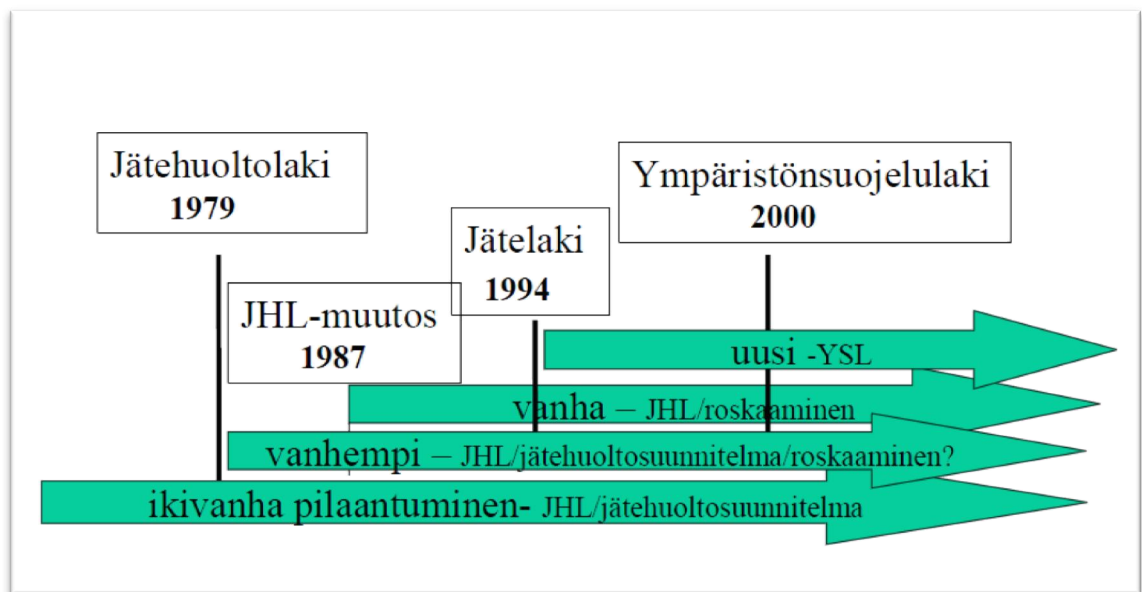 Jätehuoltolaki
1979
Ympäristönsuojelulaki
2000
Jätelaki
1994
JHL-muutos
1987
uusi -YSL
vanha – JHL/roskaaminen
vanhempi – JHL/jätehuoltosuunnitelma/roskaaminen?
ikivanha pilaantuminen- JHL/jätehuoltosuunnitelma